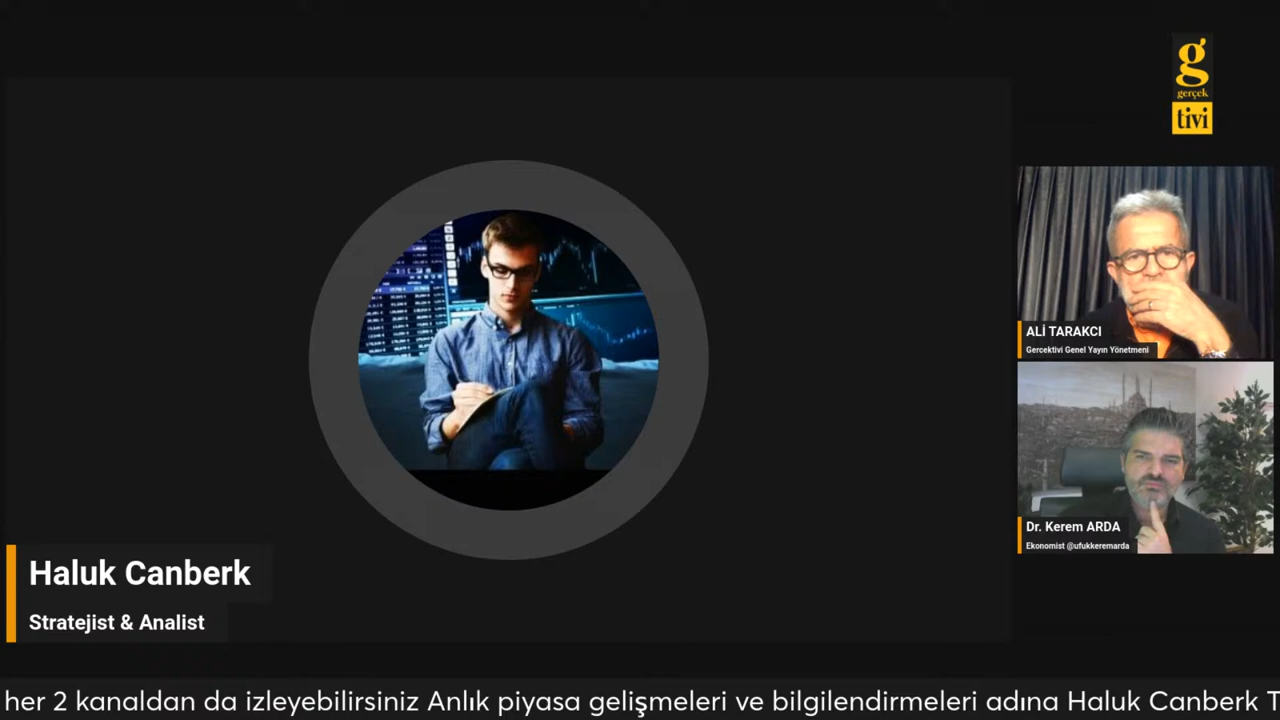 g
gerçek
tivi
ALİ TARAKCI
Gercektivi Genel Yayın Yönetmeni
Dr. Kerem ARDA
Ekonomist @ufukkeremarda
Haluk Canberk
Stratejist & Analist
her 2 kanaldan da izleyebilirsiniz Anlık piyasa gelişmeleri ve bilgilendirmeleri adına Haluk Canberk T